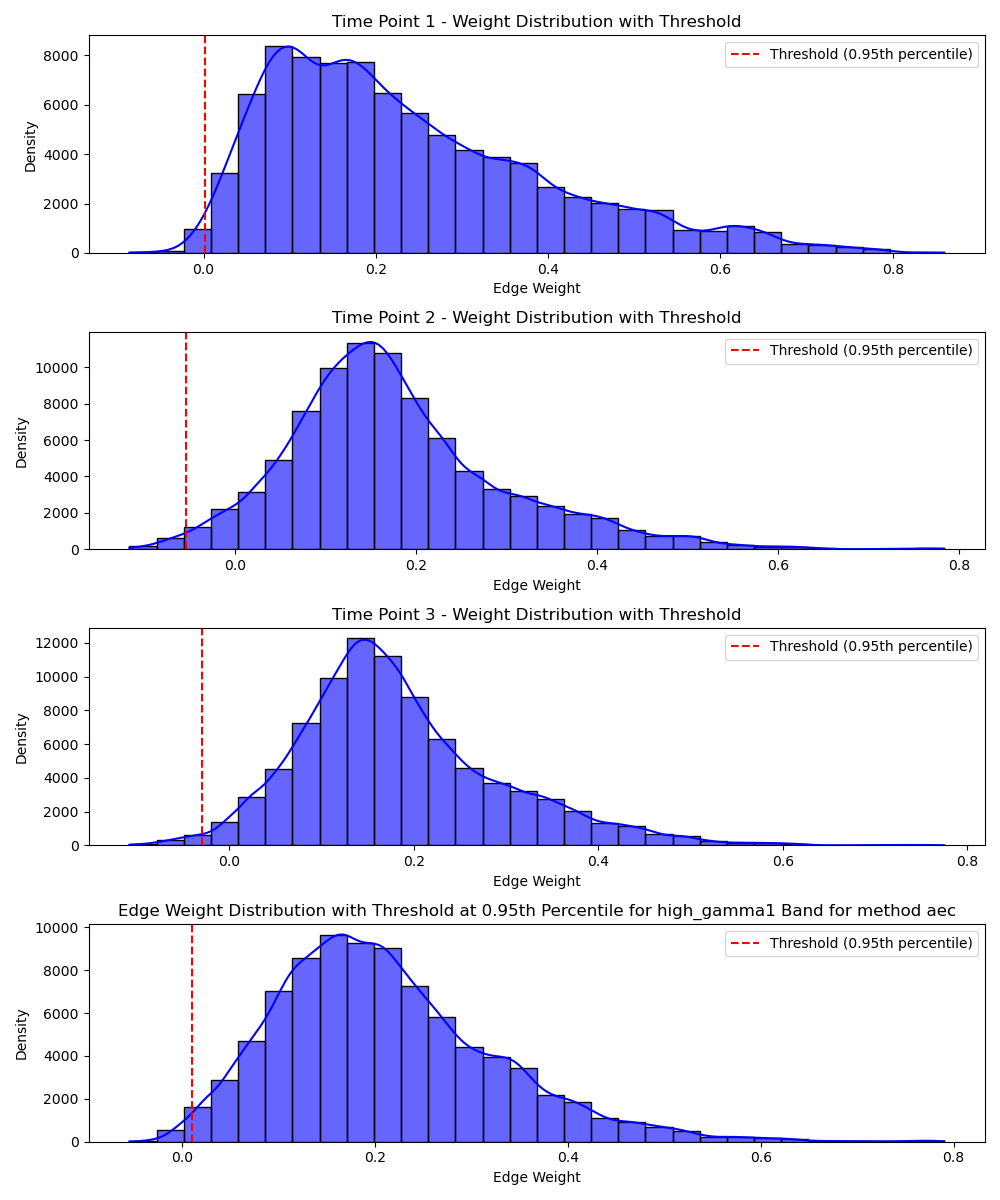 Time Point 1 - Weight Distribution with Threshold
Threshold (0.95th percentile)
8000
6000
4000
2000
0
Density
0.0 0.2 0.4 0.6 0.8
Edge Weight
Time Point 2 - Weight Distribution with Threshold
Threshold (0.95th percentile)
10000
8000
6000
4000
2000
0
Density
0.0 0.2 0.4 0.6 0.8
Edge Weight
Time Point 3 - Weight Distribution with Threshold
Threshold (0.95th percentile)
12000
10000
8000
6000
4000
2000
0
Density
0.0 0.2 0.4 0.6 0.8
Edge Weight
Edge Weight Distribution with Threshold at 0.95th Percentile for high_gamma1 Band for method aec
Threshold (0.95th percentile)
10000
8000
6000
4000
2000
0
Density
0.0 0.2 0.4 0.6 0.8
Edge Weight